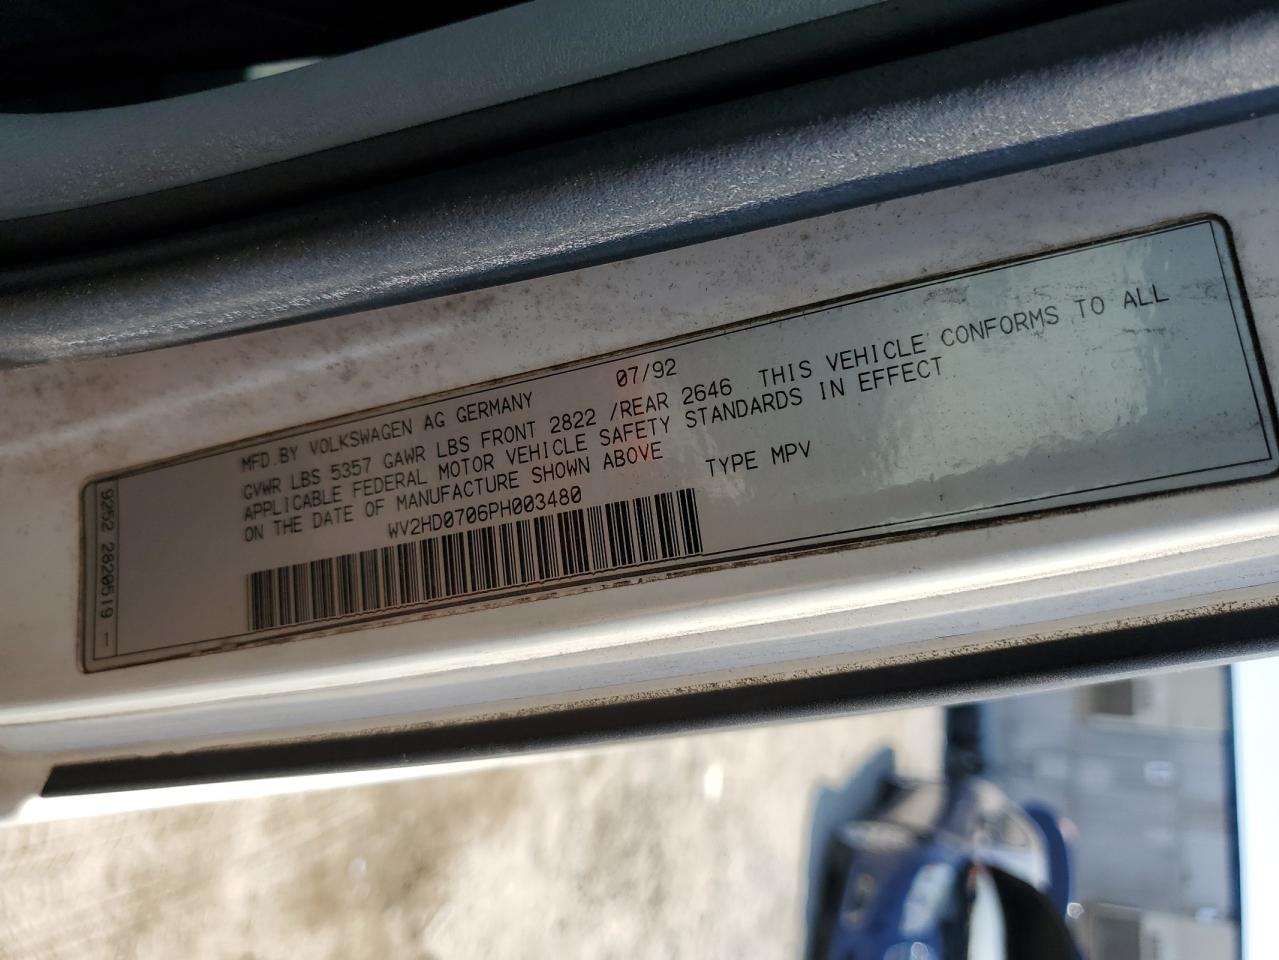 MFD.BY VOLKSWAGEN AG GERMANY 07/92
GVWR LBS 5357 GAWR LBS FRONT 2822 /REAR 2646 THIS VEHICLE CONFORMS TO ALL
APPLICABLE FEDERAL MOTOR VEHICLE SAFETY STANDARDS IN EFFECT
ON THE DATE OF MANUFACTURE SHOWN ABOVE TYPE MPV
WV2HD0706PH003480
9252 2820519 –